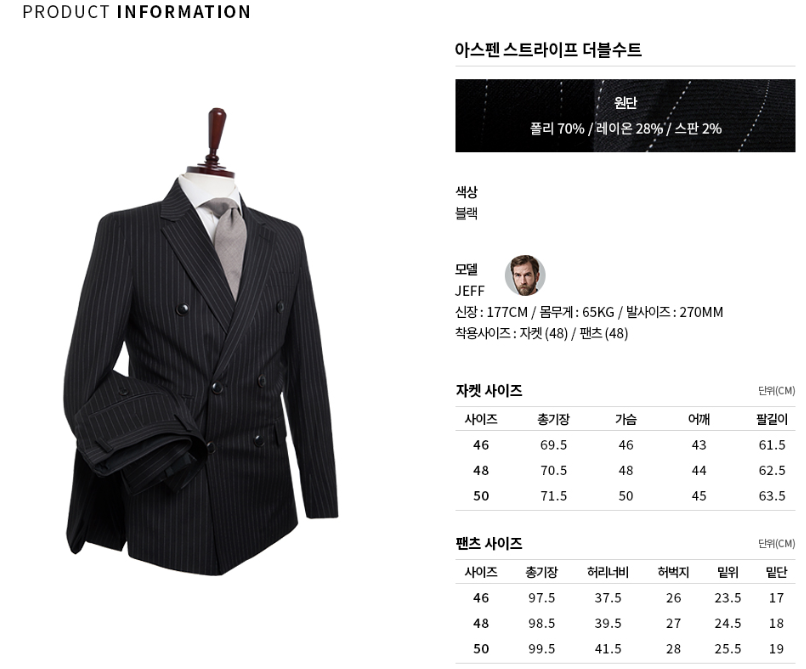 PRODUCT INFORMATION
아스펜 스트라이프 더블수트
원단
폴리 70% / 레이온 28% / 스판 2%
색상
블랙
모델
JEFF
신장 : 177CM / 몸무게 : 65KG / 발사이즈 : 270MM
착용사이즈 : 자켓 (48) / 팬츠 (48)
자켓 사이즈 단위(CM)
사이즈 총기장 가슴 어깨 팔길이
46 69.5 46 43 61.5
48 70.5 48 44 62.5
50 71.5 50 45 63.5
팬츠 사이즈 단위(CM)
사이즈 총기장 허리너비 허벅지 밑위 밑단
46 97.5 37.5 26 23.5 17
48 98.5 39.5 27 24.5 18
50 99.5 41.5 28 25.5 19